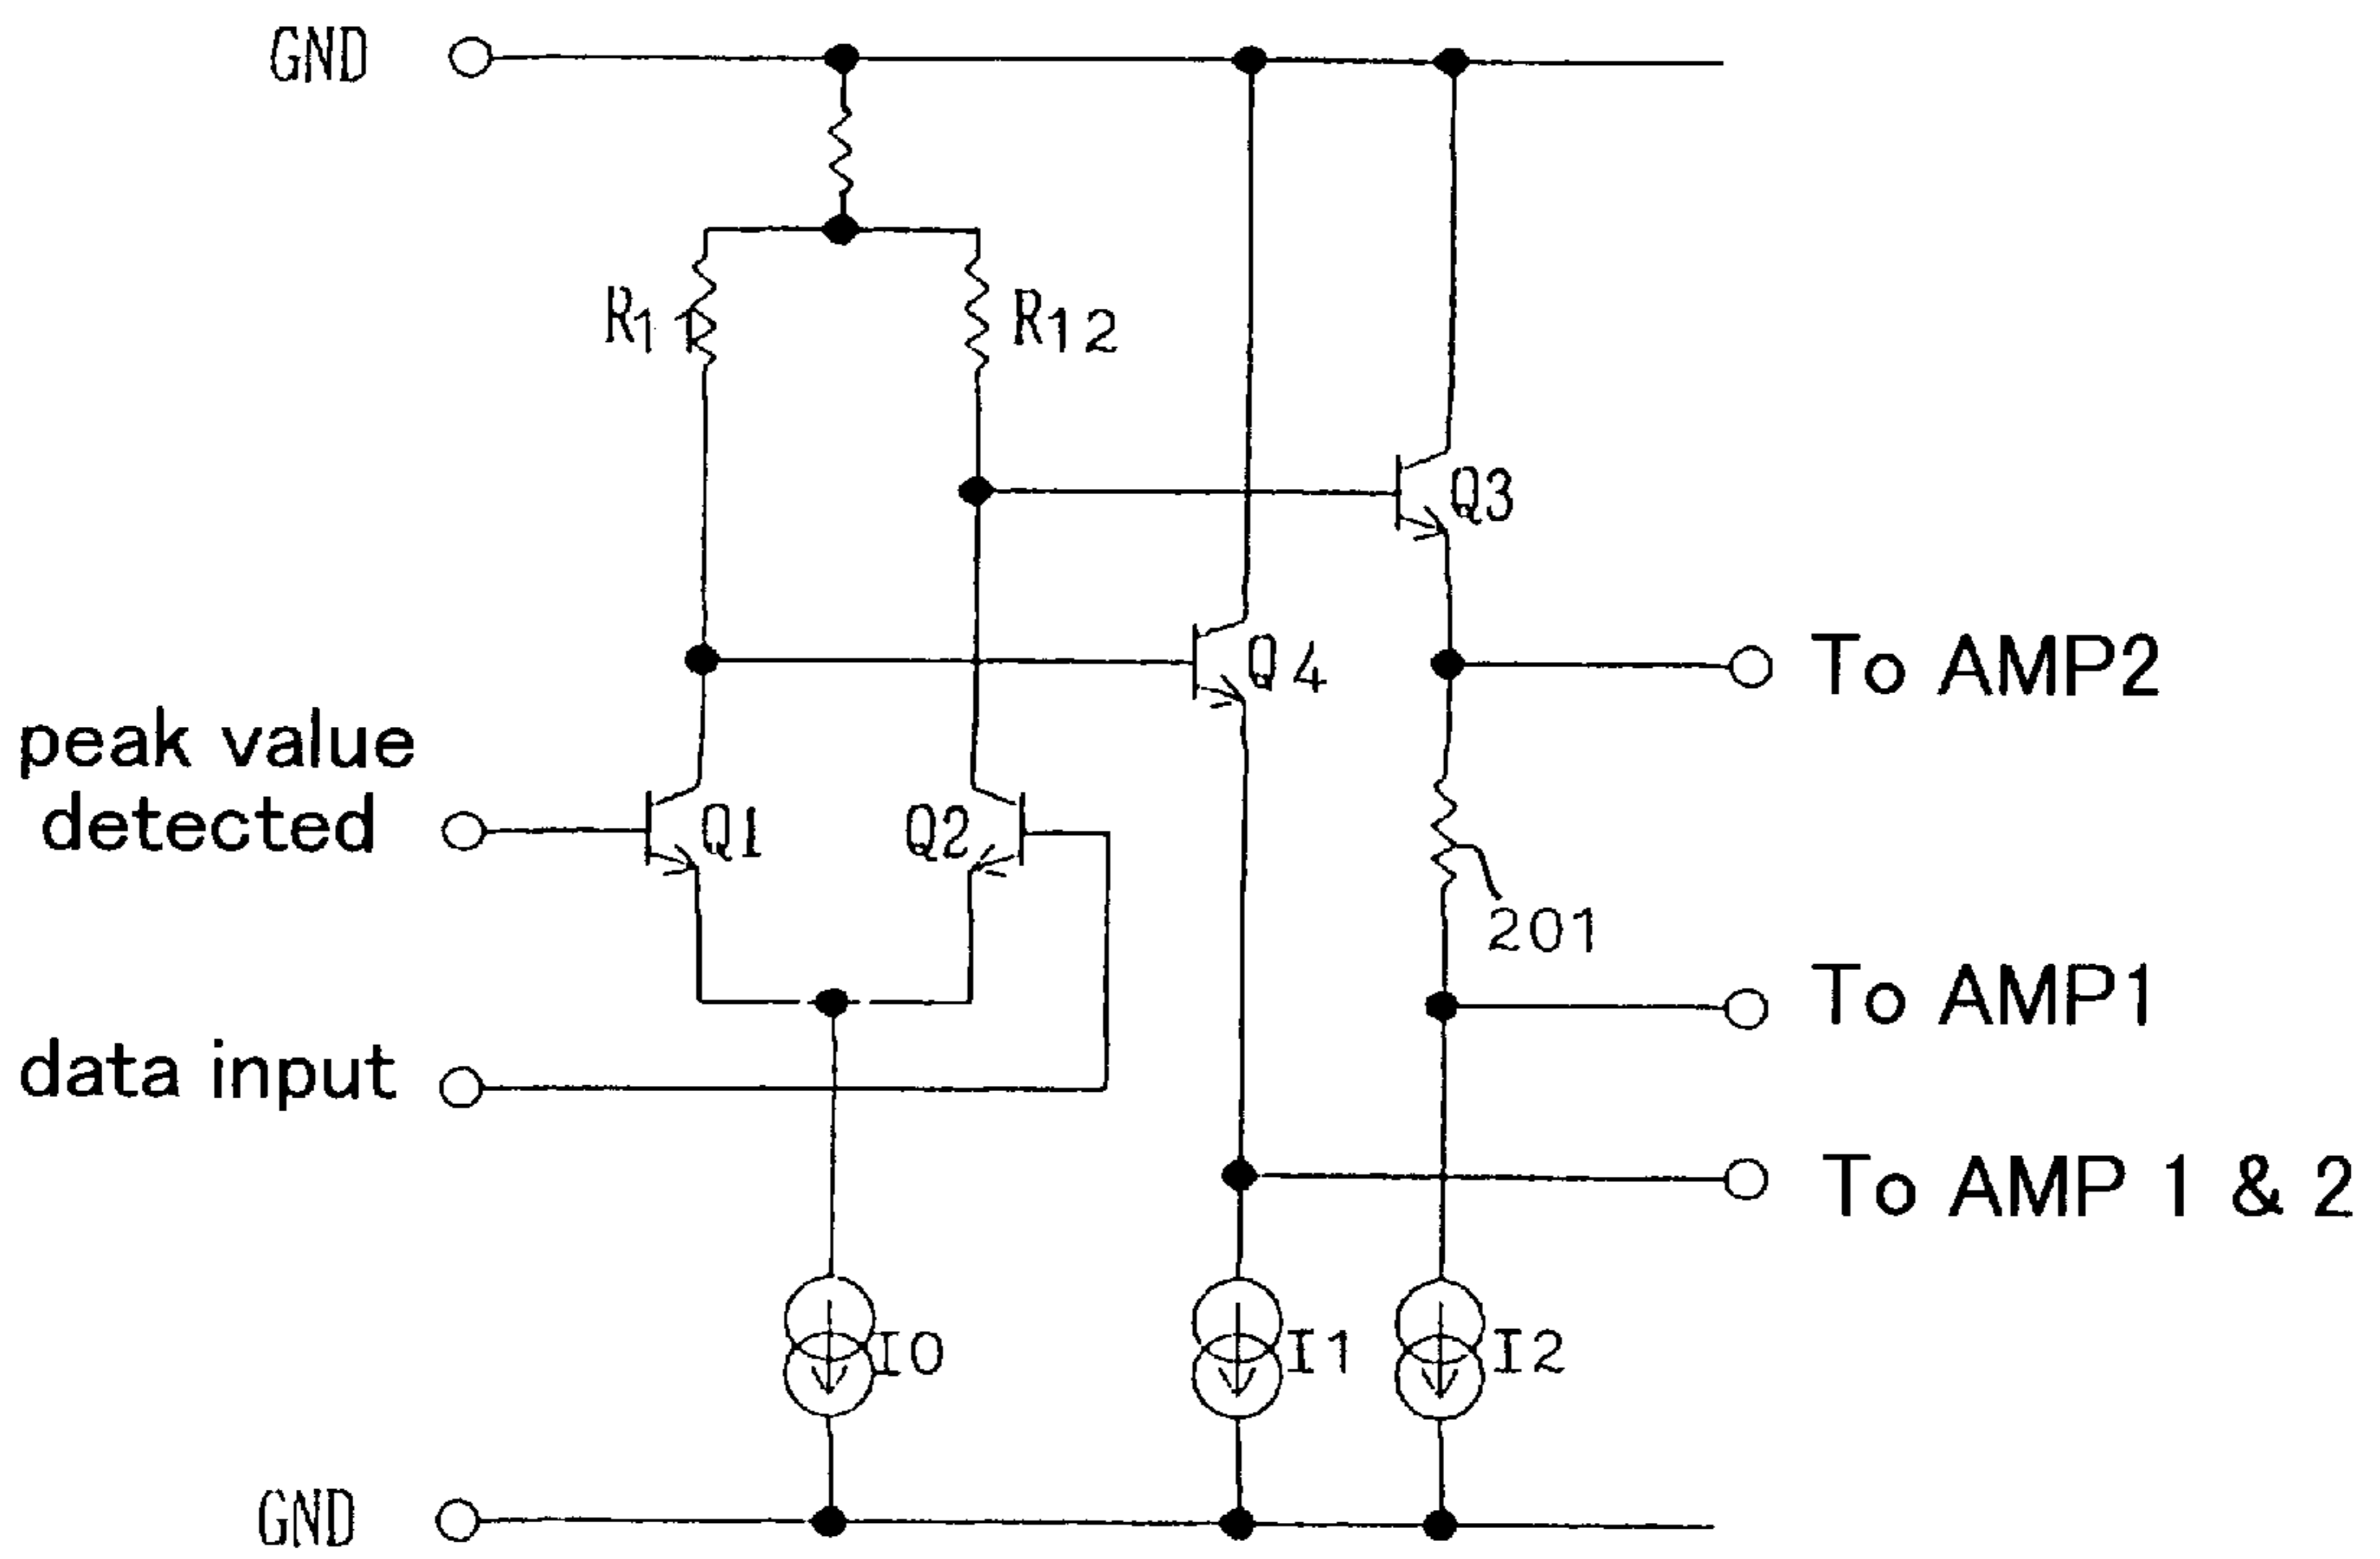 GND
R11
R12
Q3
Q4
To AMP2
peak value
detected
Q1
Q2
201
To AMP1
data input
To AMP 1 & 2
I0
I1
I2
GND